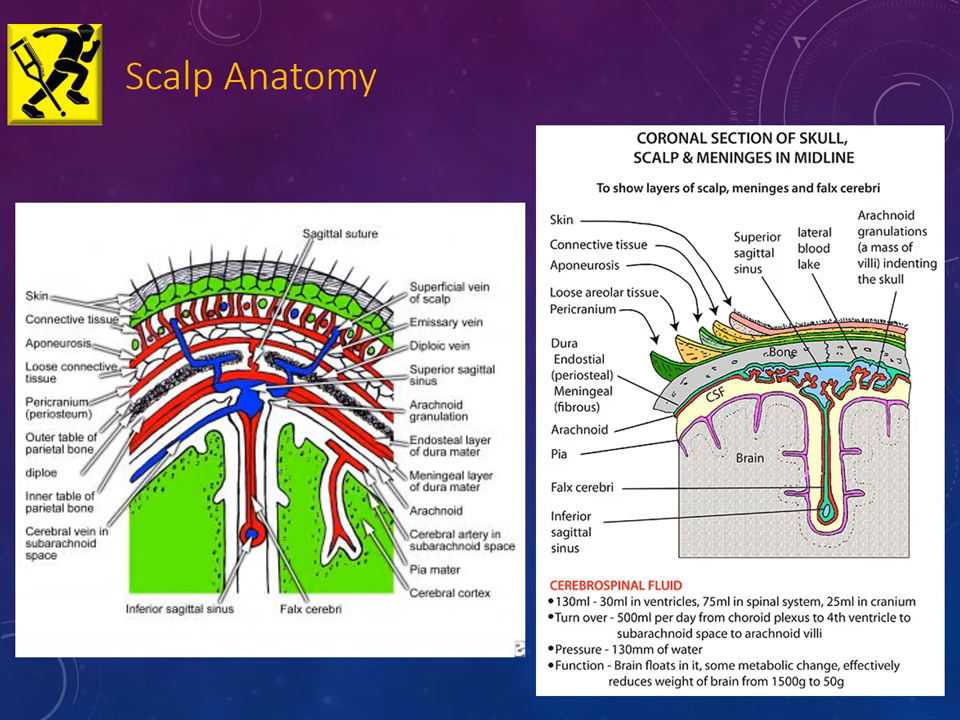 Scalp Anatomy
Sagittal suture
Skin
Connective tissue
Aponeurosis
Loose connective
tissue
Pericranium
(periosteum)
Outer table of
parietal bone
diploe
Inner table of
parietal bone
Cerebral vein in
subarachnoid
space
Superficial vein
of scalp
Emissary vein
Diploic vein
Superior sagittal
sinus
Arachnoid
granulation
Endosteal layer
of dura mater
Meningeal layer
of dura mater
Arachnoid
Cerebral artery in
subarachnoid space
Pia mater
Cerebral cortex
Inferior sagittal sinus
Falx cerebri
CORONAL SECTION OF SKULL,
SCALP & MENINGES IN MIDLINE
To show layers of scalp, meninges and falx cerebri
Skin
Connective tissue
Aponeurosis
Loose areolar tissue
Pericranium
Dura
Endostial
(periosteal)
Meningeal
(fibrous)
Arachnoid
Pia
Falx cerebri
Inferior
sagittal
sinus
Superior
sagittal
sinus
lateral
blood
lake
Arachnoid
granulations
(a mass of
villi) indenting
the skull
Bone
CSF
Brain
CEREBROSPINAL FLUID
•130ml - 30ml in ventricles, 75ml in spinal system, 25ml in cranium
•Turn over - 500ml per day from choroid plexus to 4th ventricle to
subarachnoid space to arachnoid villi
•Pressure - 130mm of water
•Function - Brain floats in it, some metabolic change, effectively
reduces weight of brain from 1500g to 50g